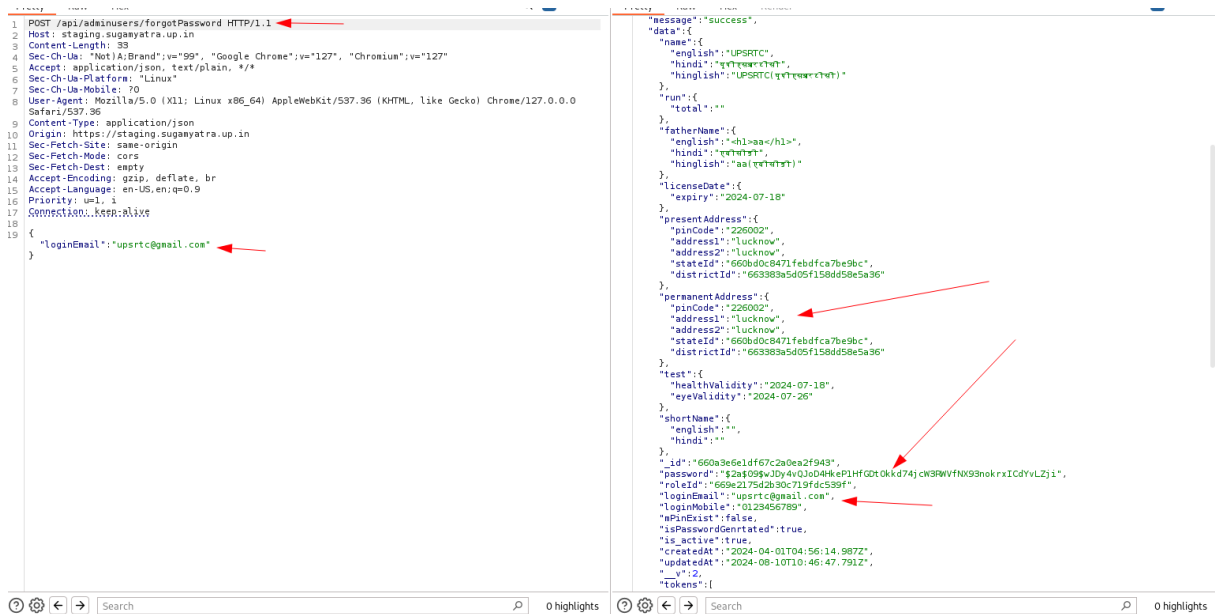 POST /api/adminusers/forgotPassword HTTP/1.1
Host: staging.sugamyatra.up.in
Content-Length: 33
Sec-Ch-Ua: "Not)A;Brand";v="99", "Google Chrome";v="127", "Chromium";v="127"
Accept: application/json, text/plain, */*
Sec-Ch-Ua-Platform: "Linux"
Sec-Ch-Ua-Mobile: ?0
User-Agent: Mozilla/5.0 (X11; Linux x86_64) AppleWebKit/537.36 (KHTML, like Gecko) Chrome/127.0.0.0
Safari/537.36
Content-Type: application/json
Origin: https://staging.sugamyatra.up.in
Sec-Fetch-Site: same-origin
Sec-Fetch-Mode: cors
Sec-Fetch-Dest: empty
Accept-Encoding: gzip, deflate, br
Accept-Language: en-US,en;q=0.9
Priority: u=1, i
Connection: keep-alive
{
"loginEmail":"upsrtc@gmail.com"
}
Search
0 highlights
"message":"success",
"data":{
"name":{
"english":"UPSRTC",
"hindi":
"hinglish":
},
"run":{
"total":""
},
"fatherName":{
"english":"<h1>aa</h1>",
"hindi":
"hinglish":
},
"licenseDate":{
"expiry":"2024-07-18"
},
"presentAddress":{
"pinCode":"226002",
"address1":"lucknow",
"address2":"lucknow",
"stateId":"660bd0c8471febdfca7be9bc",
"districtId":"663383a5d05f158dd58e5a36"
},
"permanentAddress":{
"pinCode":"226002",
"address1":"lucknow",
"address2":"lucknow",
"stateId":"660bd0c8471febdfca7be9bc",
"districtId":"663383a5d05f158dd58e5a36"
},
"test":{
"healthValidity":"2024-07-18",
"eyeValidity":"2024-07-26"
},
"shortName":{
"english":"",
"hindi":""
},
"_id":"660a3e6e1df67c2a0ea2f943",
"password":
"roleId":"669e2175d2b30c719fdc539f",
"loginEmail":"upsrtc@gmail.com",
"loginMobile":"0123456789",
"mPinExist":false,
"isPasswordGenrtated":true,
"is_active":true,
"createdAt":"2024-04-01T04:56:14.987Z",
"updatedAt":"2024-08-10T10:46:47.791Z",
"__v":2,
"tokens":[
Search
0 highlights